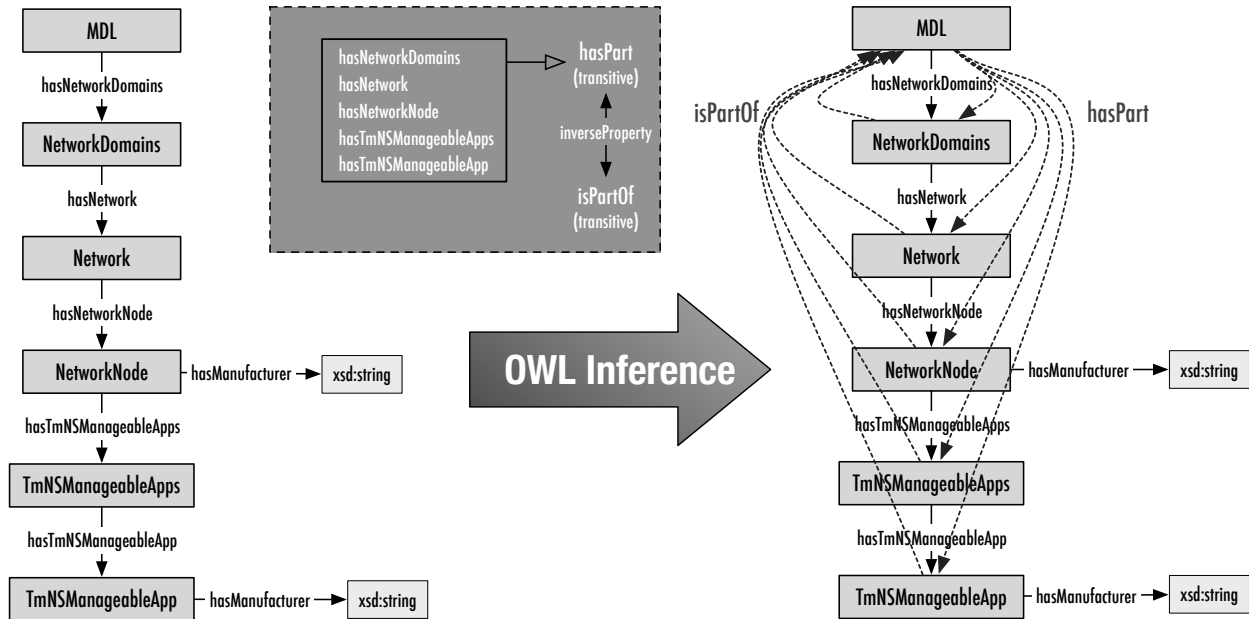 MDL
hasNetworkDomains
NetworkDomains
hasNetwork
Network
hasNetworkNode
NetworkNode
hasManufacturer
xsd:string
hasTmNSManageableApps
TmNSManageableApps
hasTmNSManageableApp
TmNSManageableApp
hasManufacturer
xsd:string
hasNetworkDomains
hasNetwork
hasNetworkNode
hasTmNSManageableApps
hasTmNSManageableApp
hasPart
(transitive)
inverseProperty
isPartOf
(transitive)
OWL Inference
MDL
hasNetworkDomains
isPartOf
hasPart
NetworkDomains
hasNetwork
Network
hasNetworkNode
NetworkNode
hasManufacturer
xsd:string
hasTmNSManageableApps
TmNSManageableApps
hasTmNSManageableApp
TmNSManageableApp
hasManufacturer
xsd:string